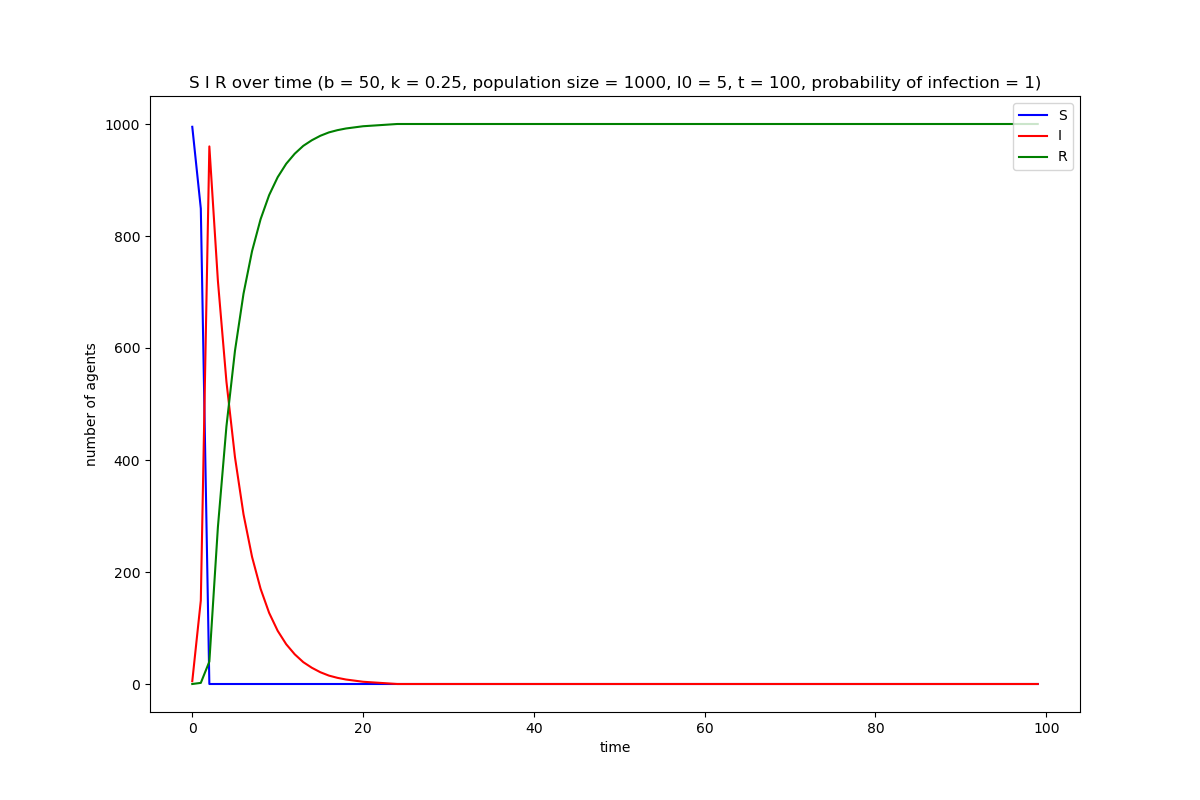 S I R over time (b = 50, k = 0.25, population size = 1000, I0 = 5, t = 100, probability of infection = 1)
S
I
R
1000
800
600
400
200
0
number of agents
0 20 40 60 80 100
time